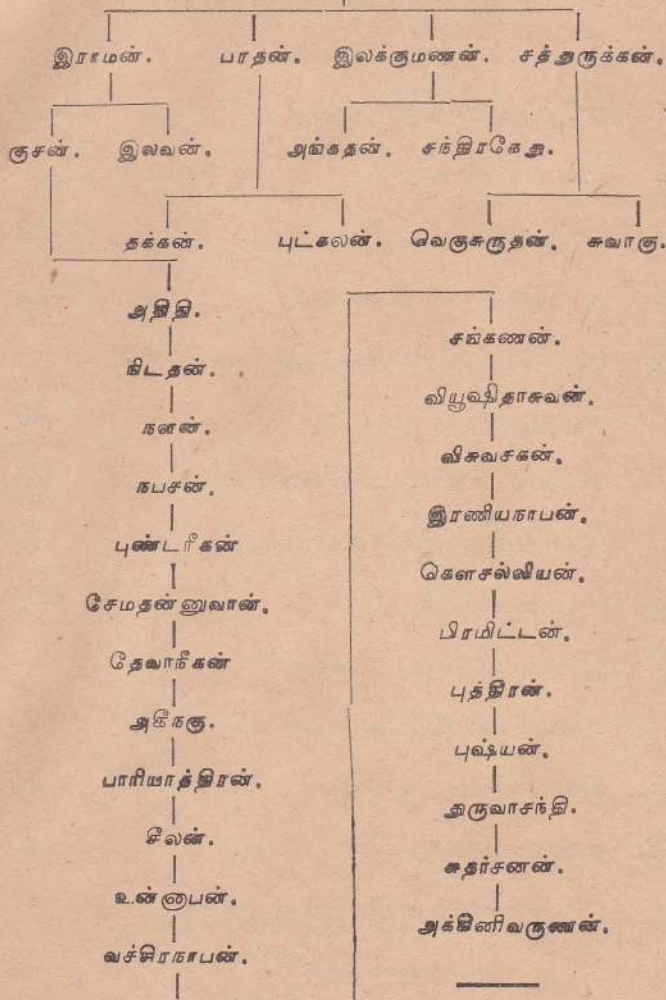 இராமன். பரதன். இலக்குமணன். சத்துருக்கன்.
குசன். இலவன். அங்கதன். சந்திரகேது.
தக்கன். புட்கலன். வெகுசுருதன். சுவாகு.
அதிதி.
நிடதன்.
நளன்.
நபசன்.
புண்டரீகன்
சேமதன்னுவான்.
தேவாநீகன்
அகீநகு.
பாரியாத்திரன்.
சீலன்.
உன்னாபன்.
வச்சிரநாபன்.
சங்கணன்.
வியூஷிதாசுவன்.
விசுவசகன்.
இரணியநாபன்.
கௌசல்லியன்.
பிரமிட்டன்.
புத்திரன்.
புஷ்யன்.
துருவாசந்தி.
சுதர்சனன்.
அக்கினிவருணன்.